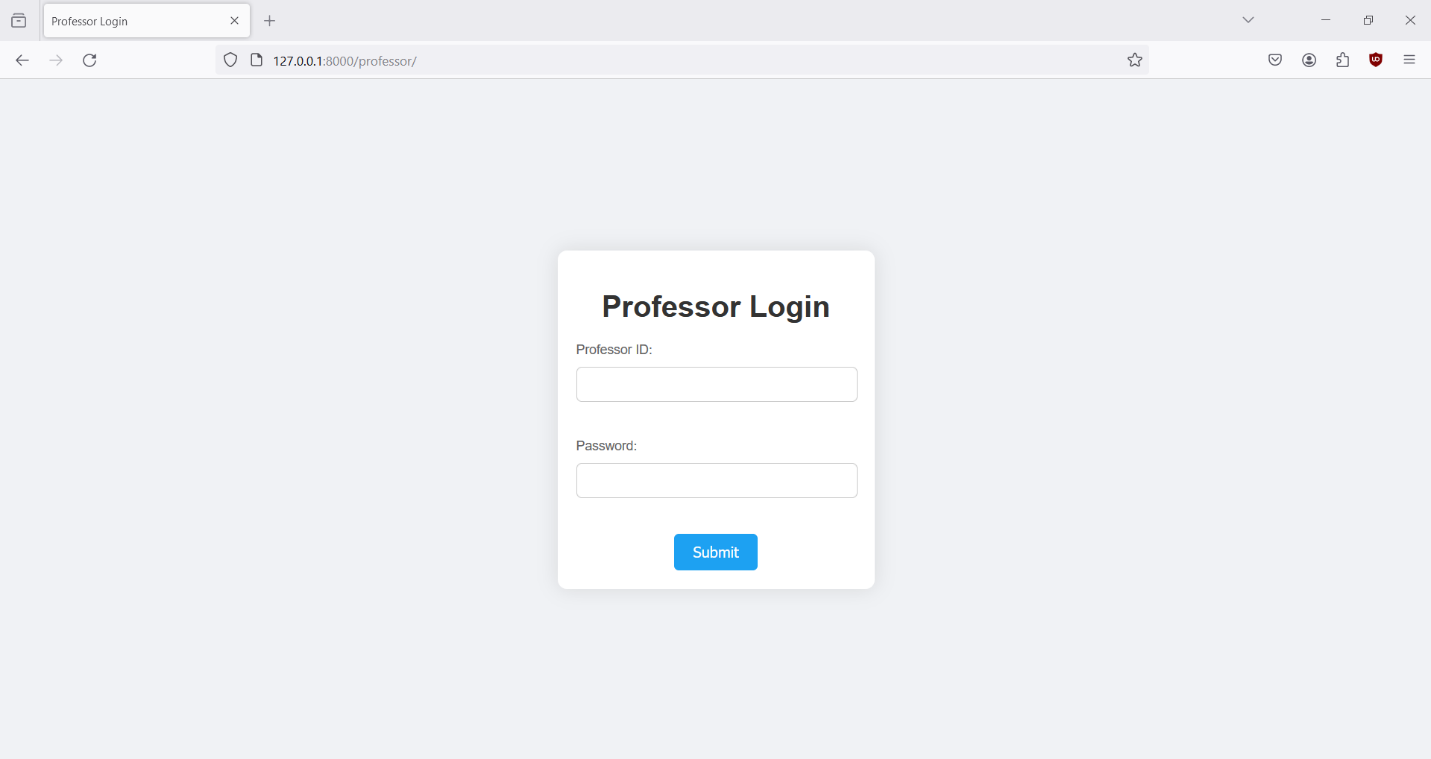 Professor Login
127.0.0.1:8000/professor/
Professor Login
Professor ID:
Password:
Submit